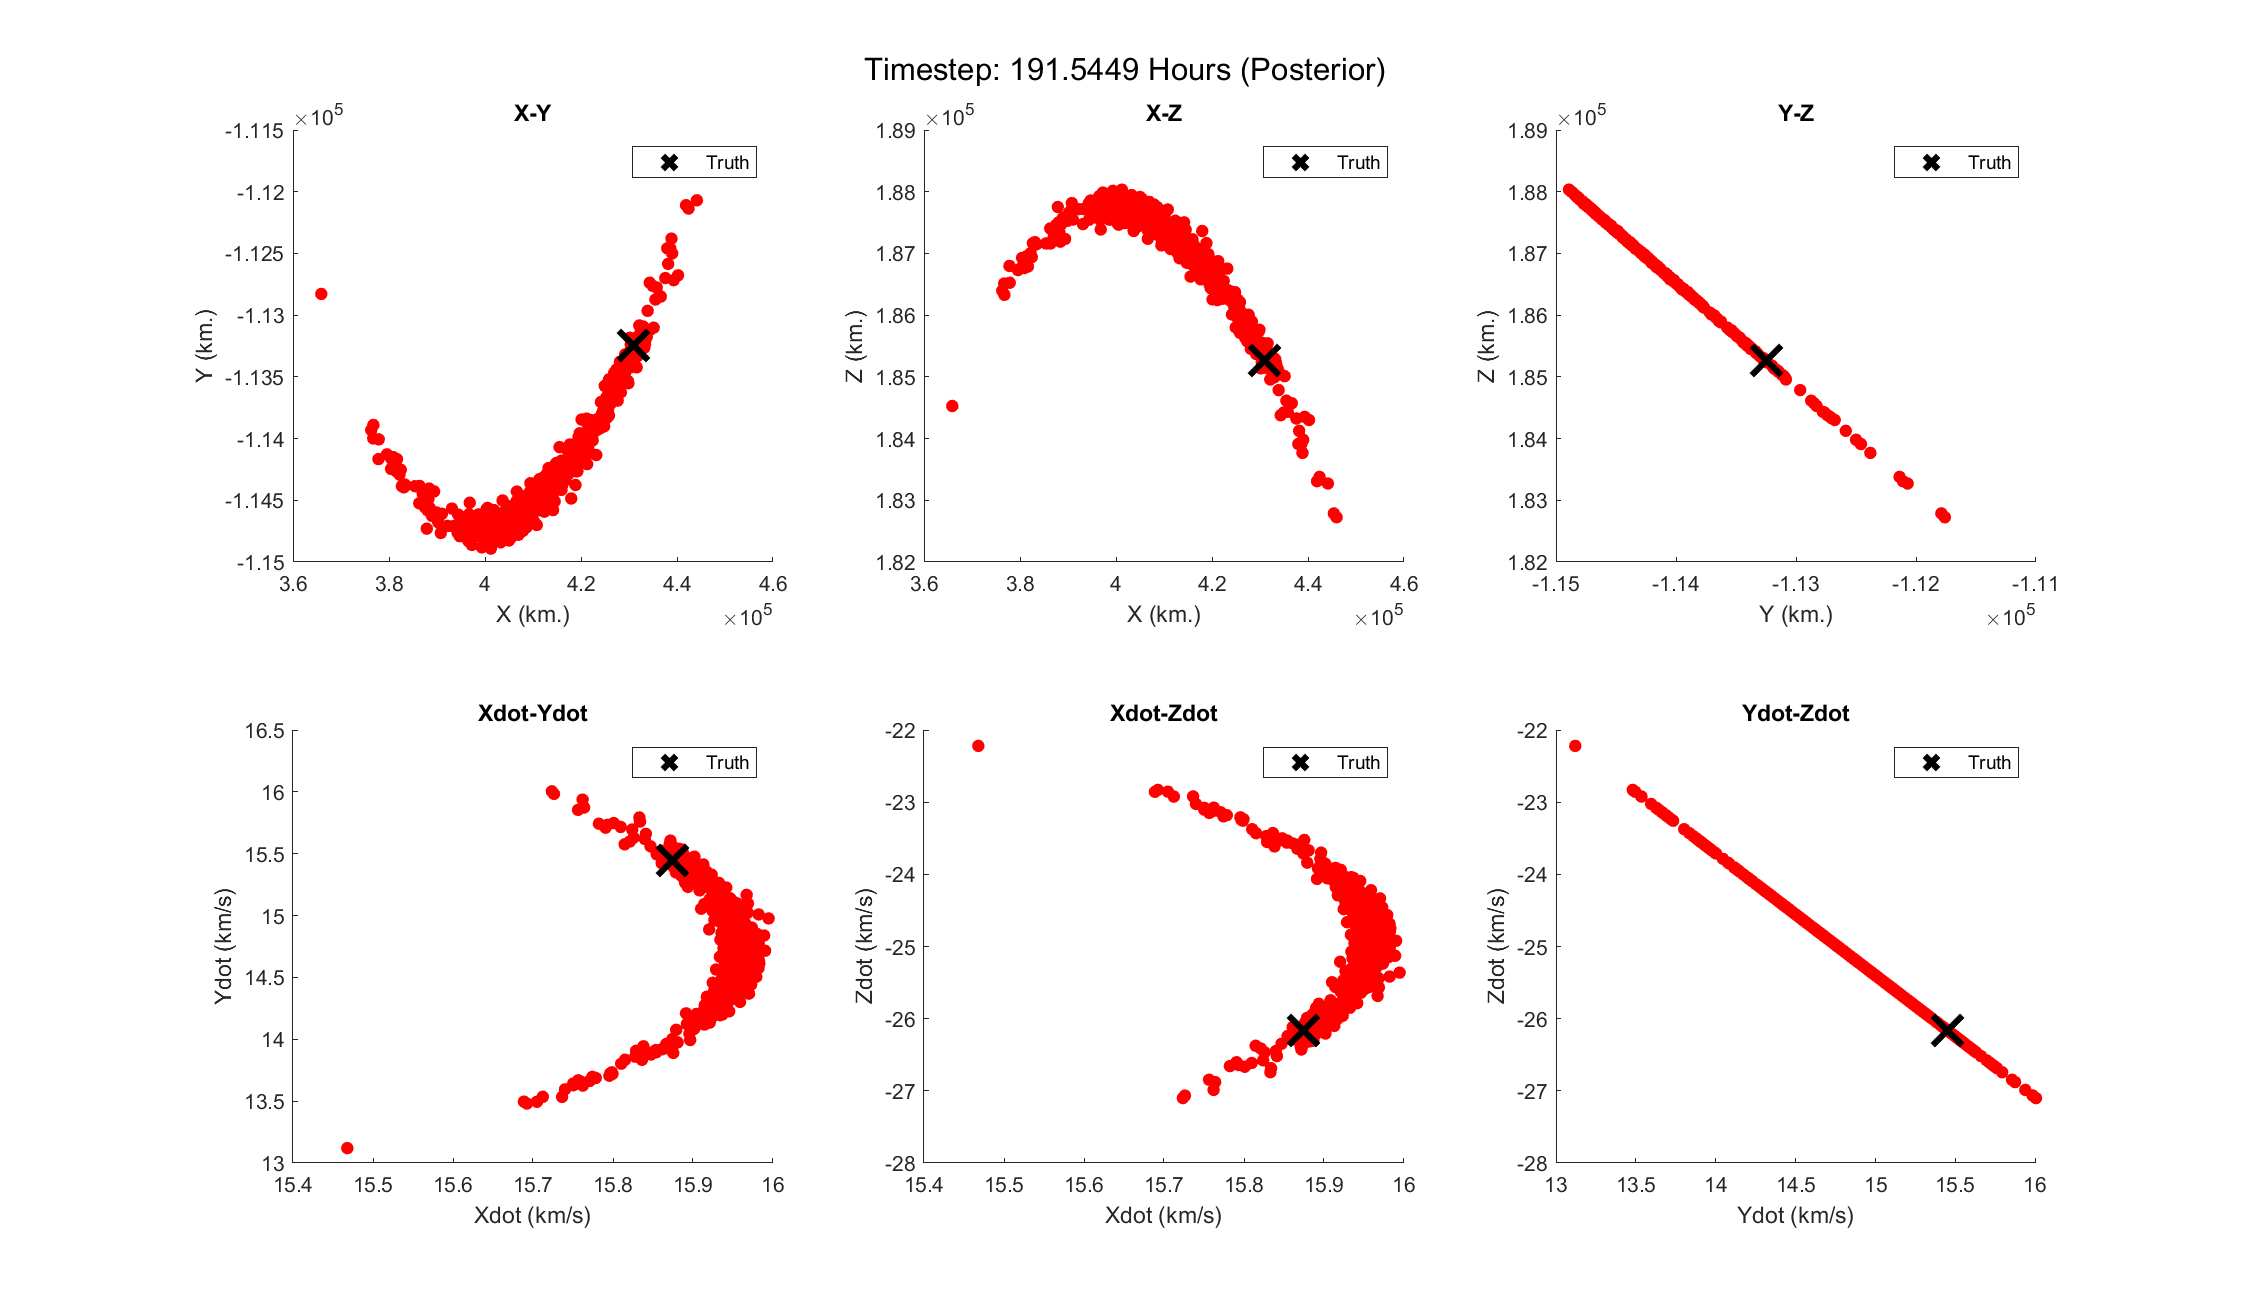 Timestep: 191.5449 Hours (Posterior)
X-Y
×10^5
-1.115
-1.12
-1.125
-1.13
-1.135
-1.14
-1.145
-1.15
Y (km.)
Truth
3.6 3.8 4 4.2 4.4 4.6
X (km.)
×10^5
X-Z
×10^5
1.89
1.88
1.87
1.86
1.85
1.84
1.83
1.82
Z (km.)
Truth
3.6 3.8 4 4.2 4.4 4.6
X (km.)
×10^5
Y-Z
×10^5
1.89
1.88
1.87
1.86
1.85
1.84
1.83
1.82
Z (km.)
Truth
-1.15 -1.14 -1.13 -1.12 -1.11
Y (km.)
×10^5
Xdot-Ydot
16.5
16
15.5
15
14.5
14
13.5
13
Ydot (km/s)
Truth
15.4 15.5 15.6 15.7 15.8 15.9 16
Xdot (km/s)
Xdot-Zdot
-22
-23
-24
-25
-26
-27
-28
Zdot (km/s)
Truth
15.4 15.5 15.6 15.7 15.8 15.9 16
Xdot (km/s)
Ydot-Zdot
-22
-23
-24
-25
-26
-27
-28
Zdot (km/s)
Truth
13 13.5 14 14.5 15 15.5 16
Ydot (km/s)